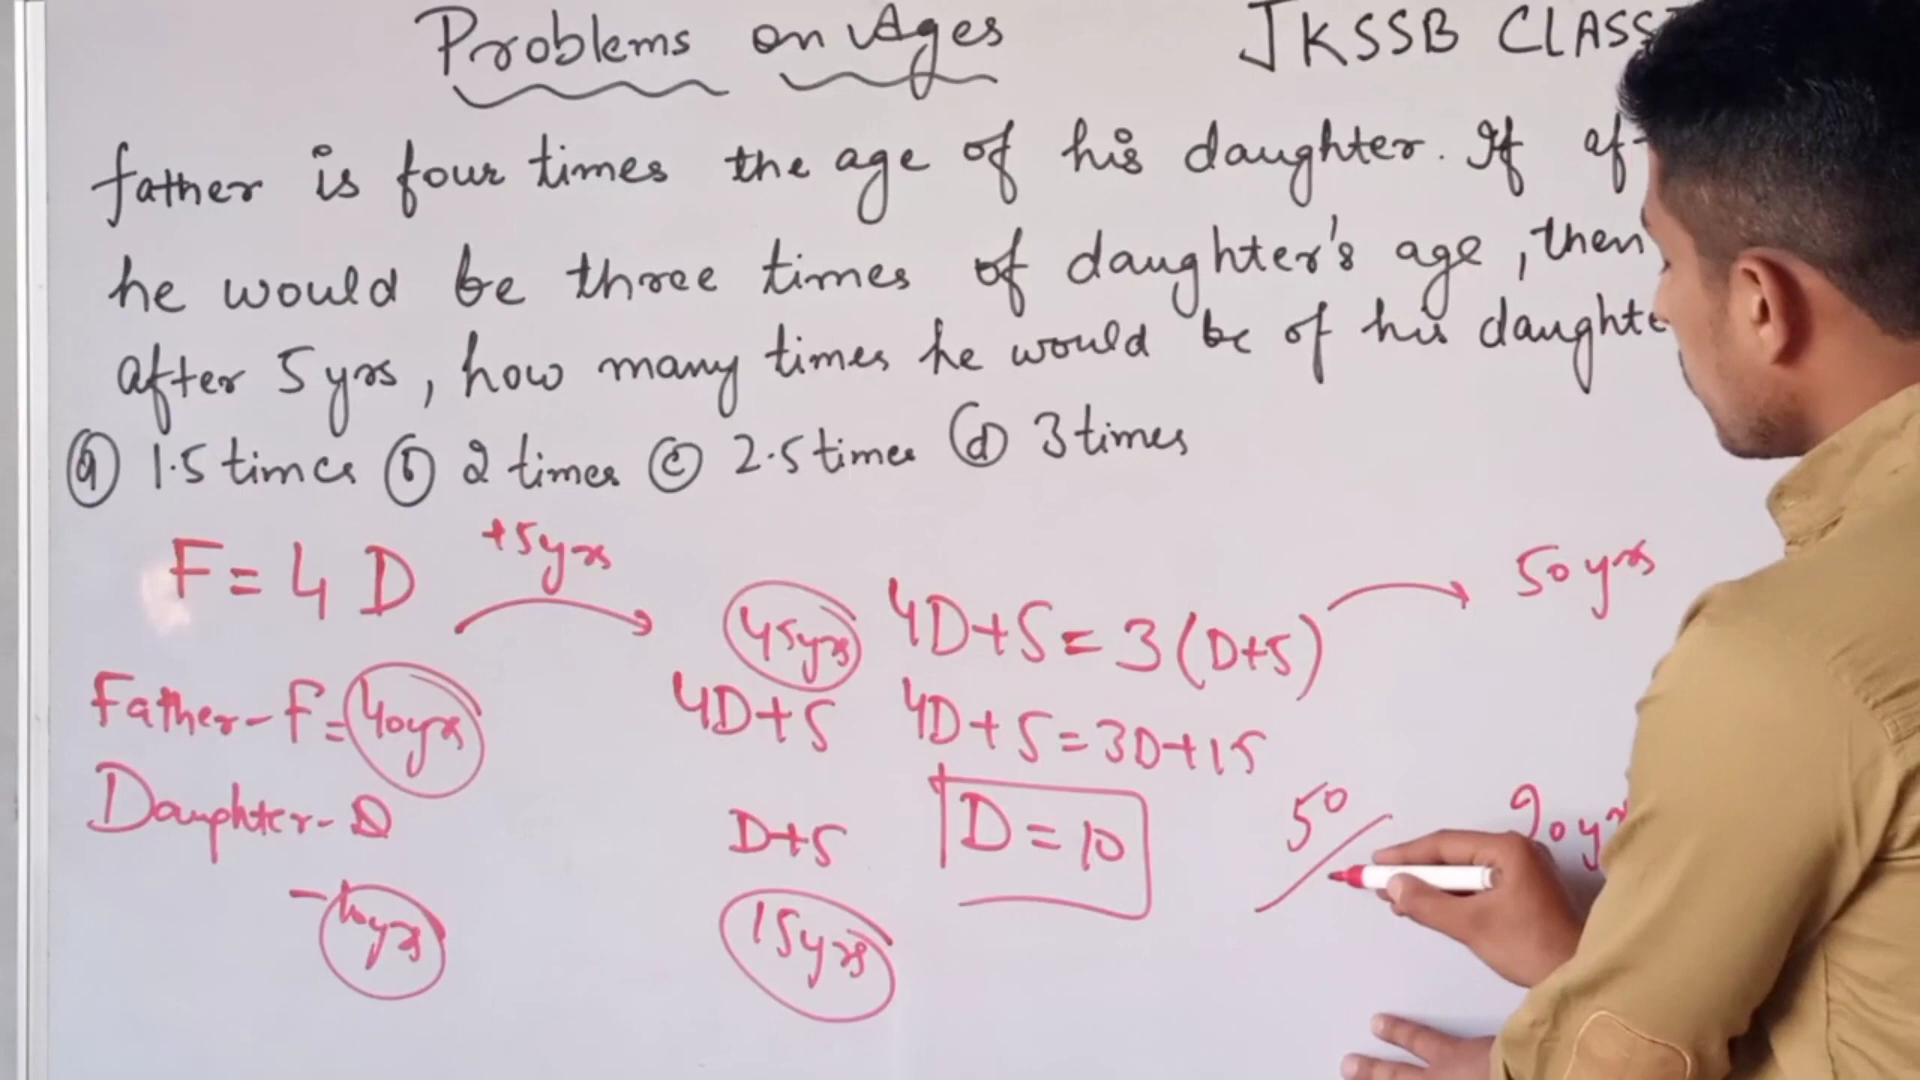 Problems on Ages JKSSB CLASS
father is four times the age of his daughter. If
he would be three times of daughter's age, then
after 5 yrs, how many times he would be of his
(a) 1.5 times (b) 2 times (c) 2.5 times (d) 3 times
F = 4 D +5yrs 45yrs 4D+5 = 3(D+5) 50 yrs
Father - F = 40yrs 4D+5 4D+5=3D+15
Daughter - D D+5 D = 10 50
- 10yrs 15yrs